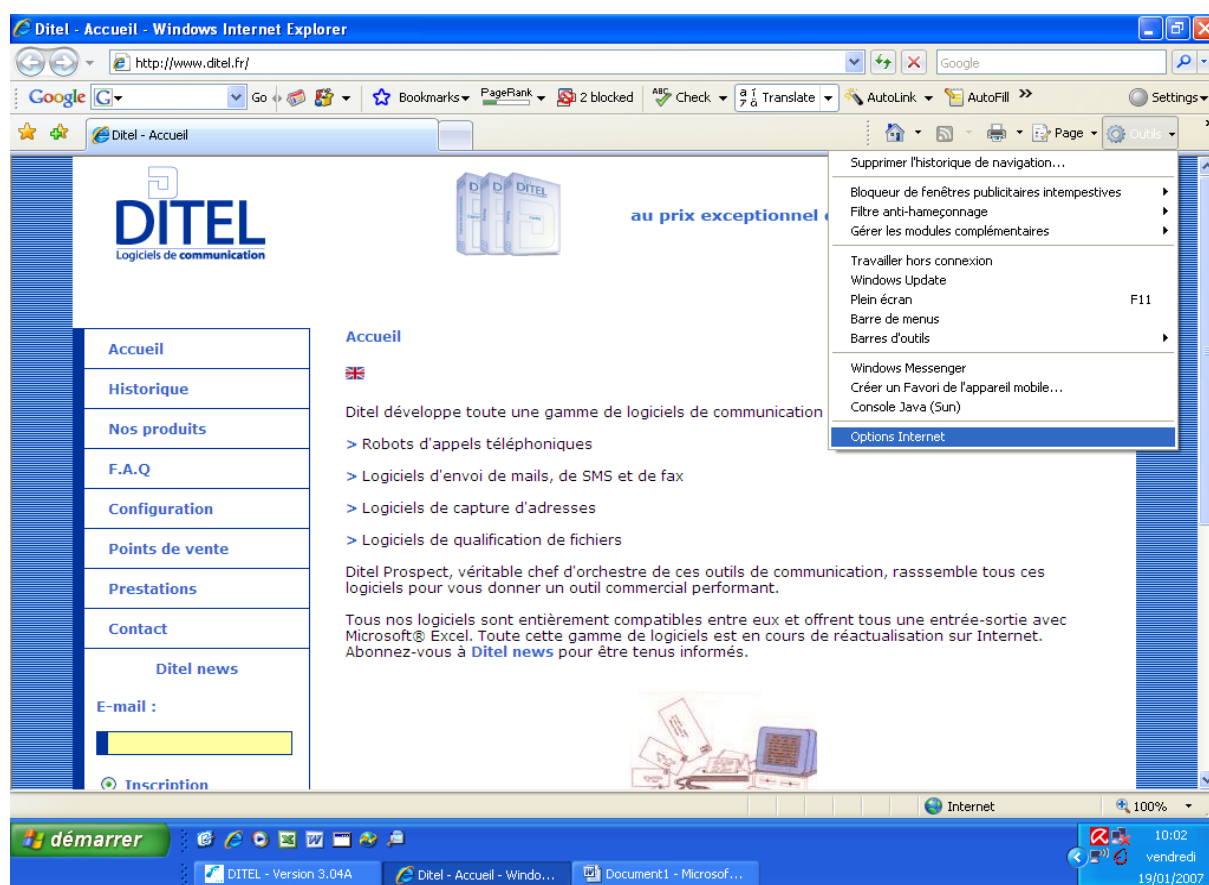 Ditel - Accueil - Windows Internet Explorer
http://www.ditel.fr/
Google
Google
Go
Bookmarks
PageRank
2 blocked
Check
Translate
AutoLink
AutoFill
Settings
Ditel - Accueil
Page
Outils
Supprimer l'historique de navigation...
Bloqueur de fenêtres publicitaires intempestives
Filtre anti-hameçonnage
Gérer les modules complémentaires
Travailler hors connexion
Windows Update
Plein écran F11
Barre de menus
Barres d'outils
Windows Messenger
Créer un Favori de l'appareil mobile...
Console Java (Sun)
Options Internet
DITEL
Logiciels de communication
DITEL
au prix exceptionnel
Accueil
Historique
Nos produits
F.A.Q
Configuration
Points de vente
Prestations
Contact
Ditel news
E-mail :
Inscription
Accueil
Ditel développe toute une gamme de logiciels de communication
> Robots d'appels téléphoniques
> Logiciels d'envoi de mails, de SMS et de fax
> Logiciels de capture d'adresses
> Logiciels de qualification de fichiers
Ditel Prospect, véritable chef d'orchestre de ces outils de communication, rasssemble tous ces
logiciels pour vous donner un outil commercial performant.
Tous nos logiciels sont entièrement compatibles entre eux et offrent tous une entrée-sortie avec
Microsoft® Excel. Toute cette gamme de logiciels est en cours de réactualisation sur Internet.
Abonnez-vous à Ditel news pour être tenus informés.
Internet
100%
démarrer
DITEL - Version 3.04A
Ditel - Accueil - Windo...
Document1 - Microsof...
10:02
vendredi
19/01/2007